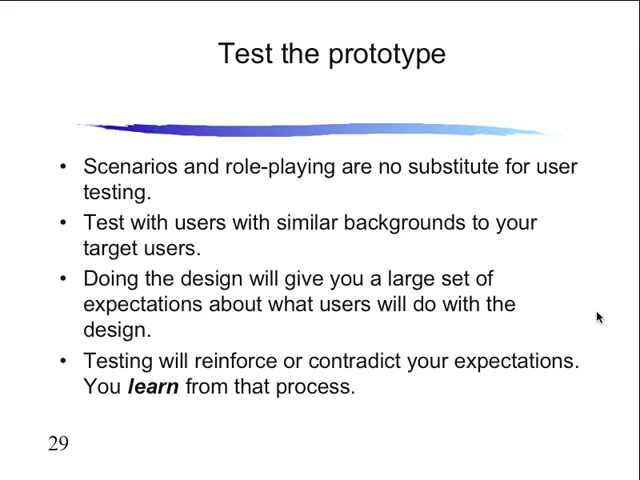 Test the prototype
• Scenarios and role-playing are no substitute for user
testing.
• Test with users with similar backgrounds to your
target users.
• Doing the design will give you a large set of
expectations about what users will do with the
design.
• Testing will reinforce or contradict your expectations.
You learn from that process.
29